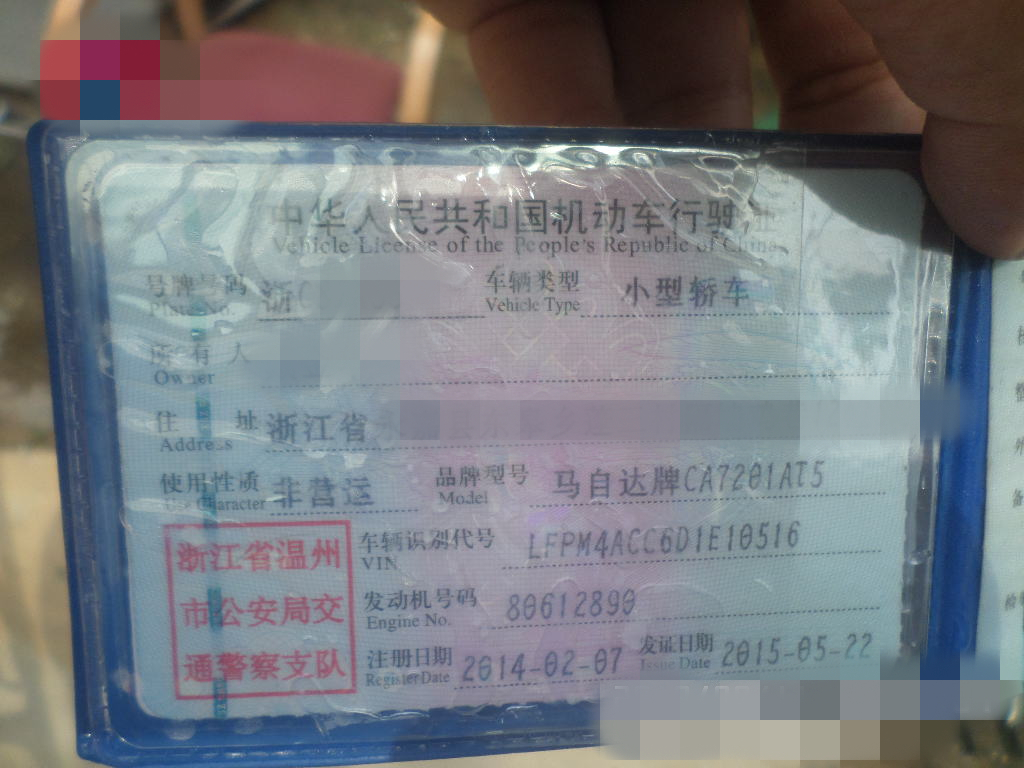 中华人民共和国机动车行驶证
Vehicle License of the People's Republic of China
号牌号码 浙 车辆类型 小型轿车
Plate No. Vehicle Type
所有人
Owner
住址 浙江省
Address
使用性质 非营运 品牌型号 马自达牌CA7201AT5
Use Character Model
浙江省温州
市公安局交
通警察支队
车辆识别代号 LFPM4ACC6D1E10516
VIN
发动机号码 80612890
Engine No.
注册日期 2014-02-07 发证日期 2015-05-22
Register Date Issue Date